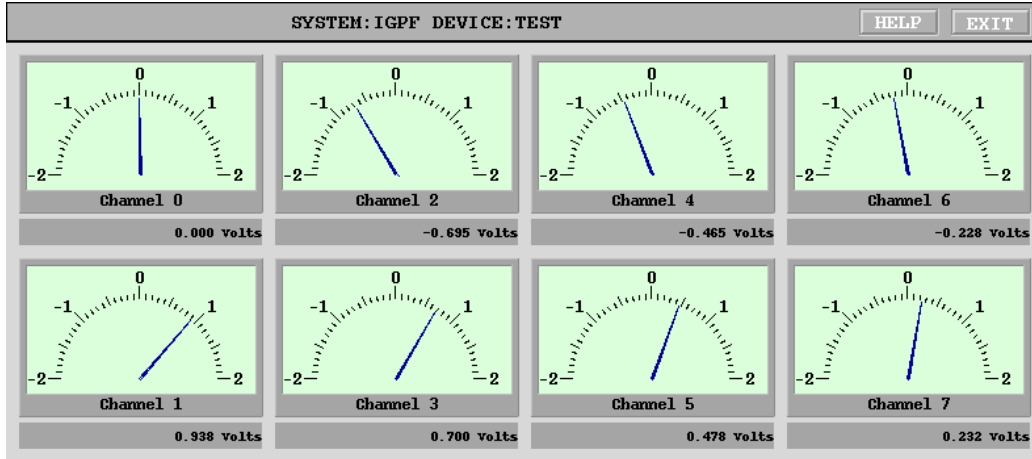 SYSTEM:IGPF DEVICE:TEST HELP EXIT
0 0 0 0
-1 1 -1 1 -1 1 -1 1
-2 2 -2 2 -2 2 -2 2
Channel 0 Channel 2 Channel 4 Channel 6
0.000 Volts -0.695 Volts -0.465 Volts -0.228 Volts
0 0 0 0
-1 1 -1 1 -1 1 -1 1
-2 2 -2 2 -2 2 -2 2
Channel 1 Channel 3 Channel 5 Channel 7
0.938 Volts 0.700 Volts 0.478 Volts 0.232 Volts